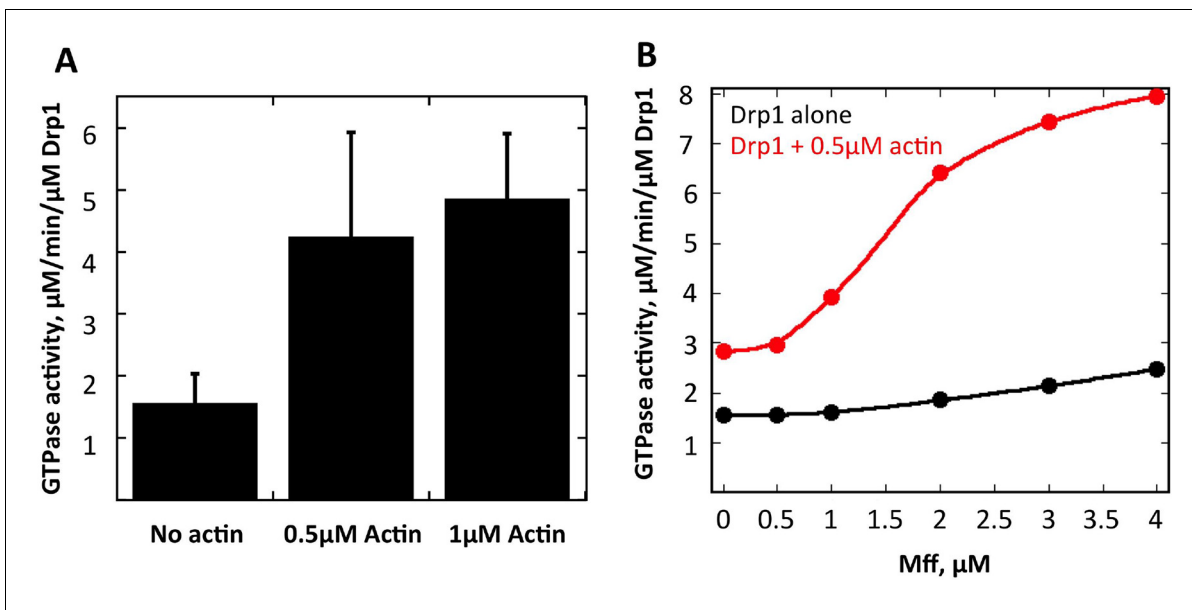 A
GTPase activity, µM/min/µM Drp1
6
5
4
3
2
1
No actin
0.5µM Actin
1µM Actin
B
GTPase activity, µM/min/µM Drp1
8
7
6
5
4
3
2
1
Drp1 alone
Drp1 + 0.5µM actin
0 0.5 1 1.5 2 2.5 3 3.5 4
Mff, µM